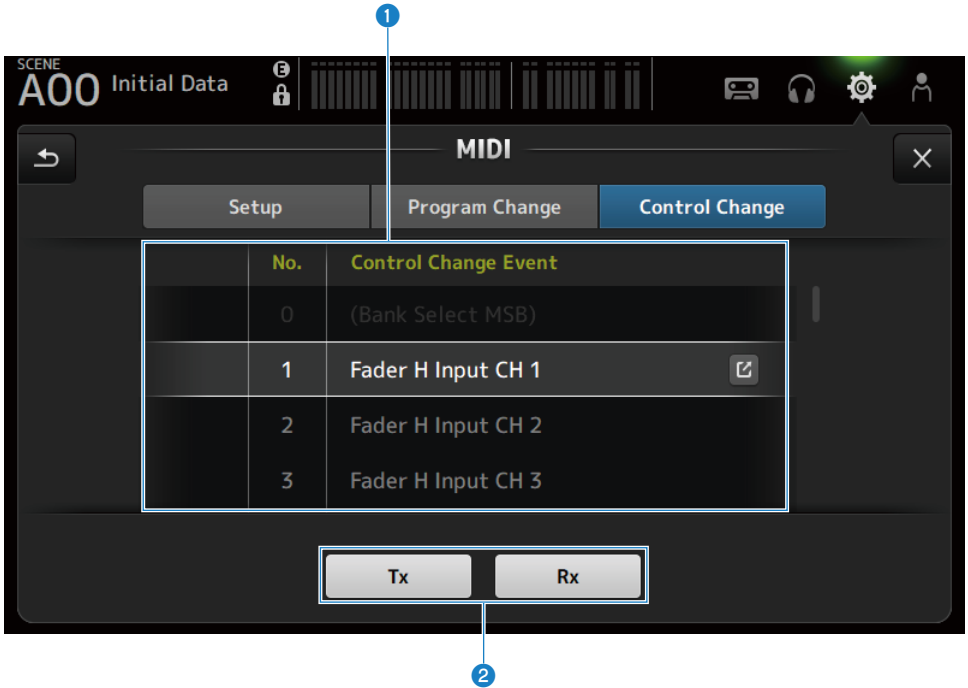 1
SCENE
A00 Initial Data
E
MIDI
Setup Program Change Control Change
No. Control Change Event
0 (Bank Select MSB)
1 Fader H Input CH 1
2 Fader H Input CH 2
3 Fader H Input CH 3
Tx Rx
2